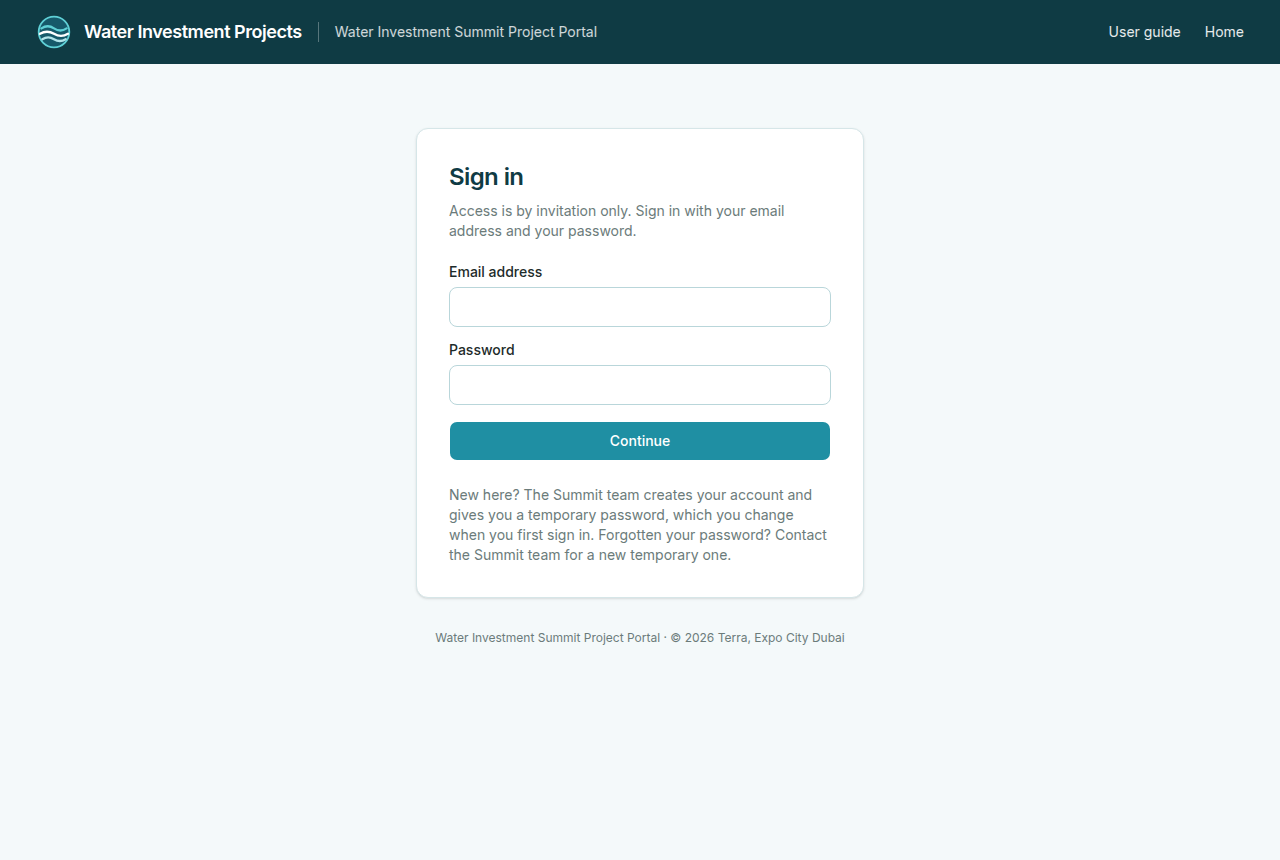 Water Investment Projects
Water Investment Summit Project Portal
User guide
Home
Sign in
Access is by invitation only. Sign in with your email
address and your password.
Email address
Password
Continue
New here? The Summit team creates your account and
gives you a temporary password, which you change
when you first sign in. Forgotten your password? Contact
the Summit team for a new temporary one.
Water Investment Summit Project Portal · © 2026 Terra, Expo City Dubai